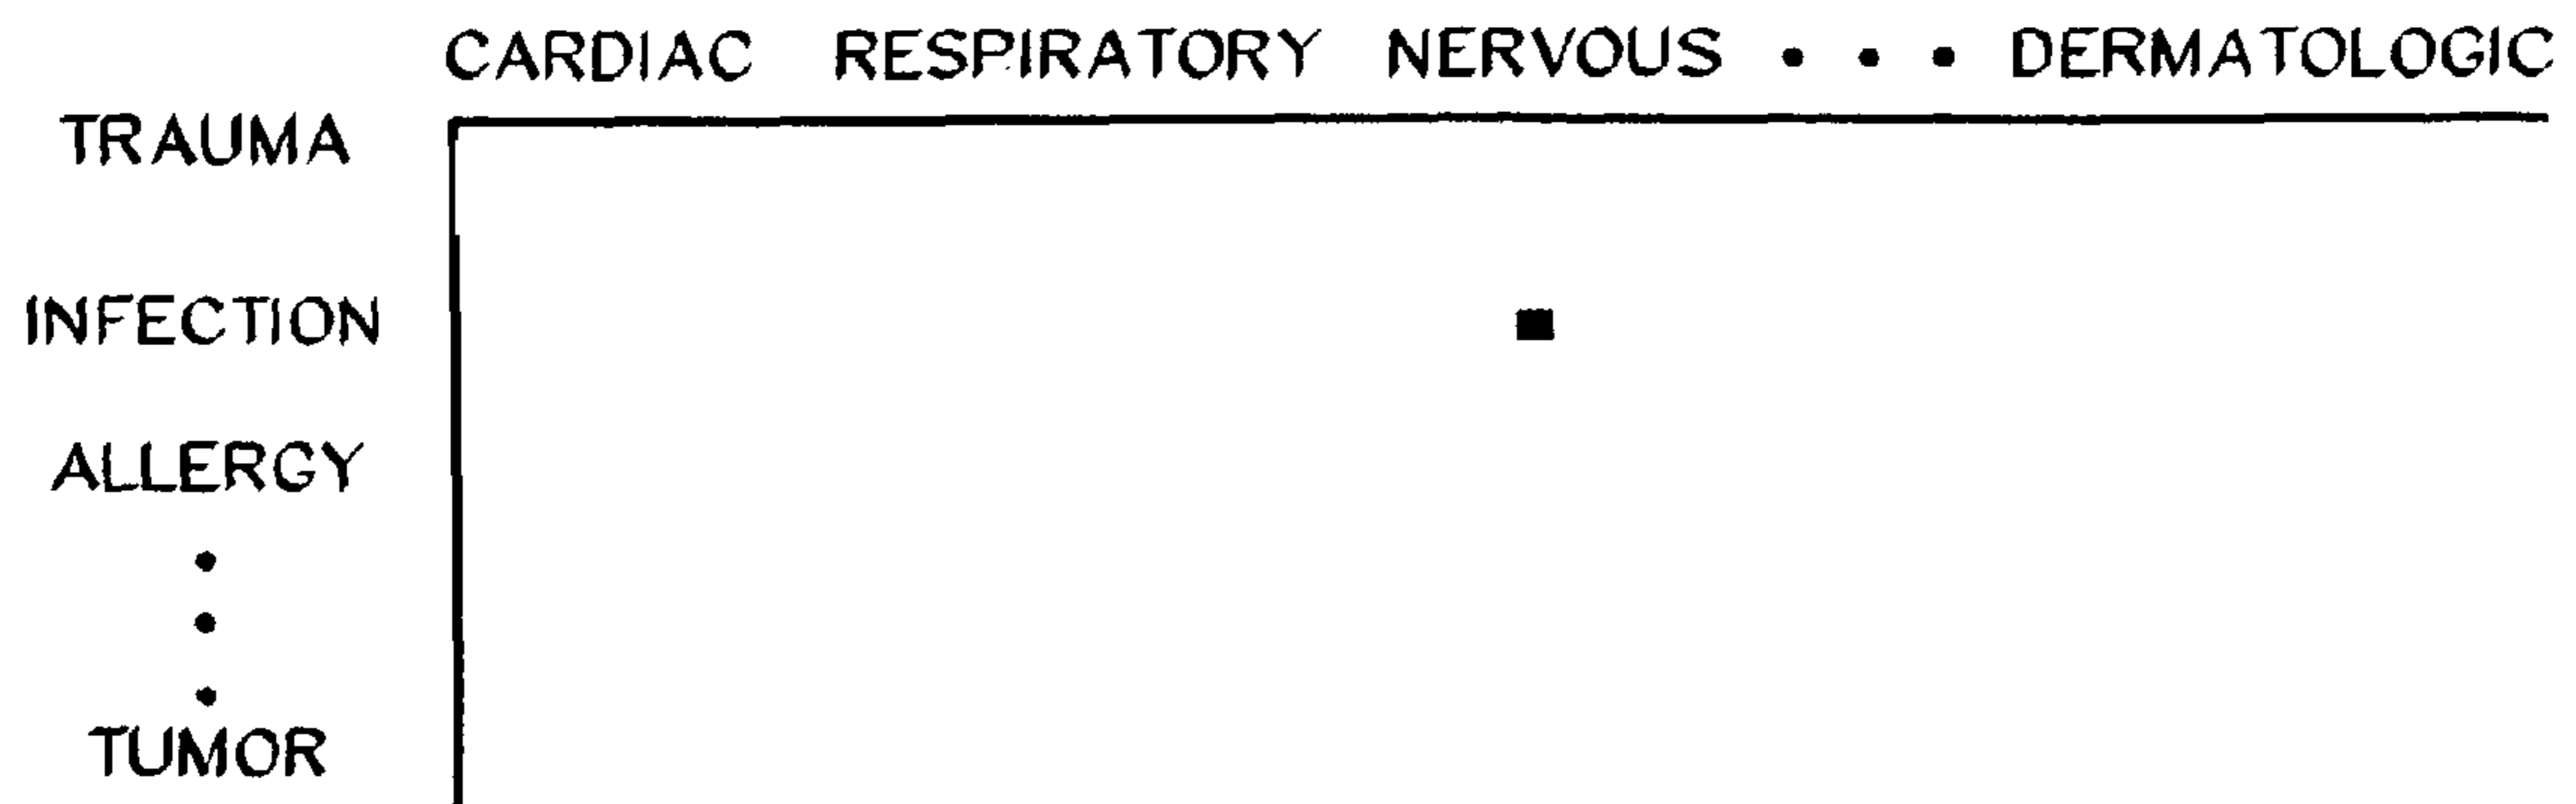 CARDIAC RESPIRATORY NERVOUS • • • DERMATOLOGIC
TRAUMA
INFECTION
ALLERGY
•
•
•
TUMOR